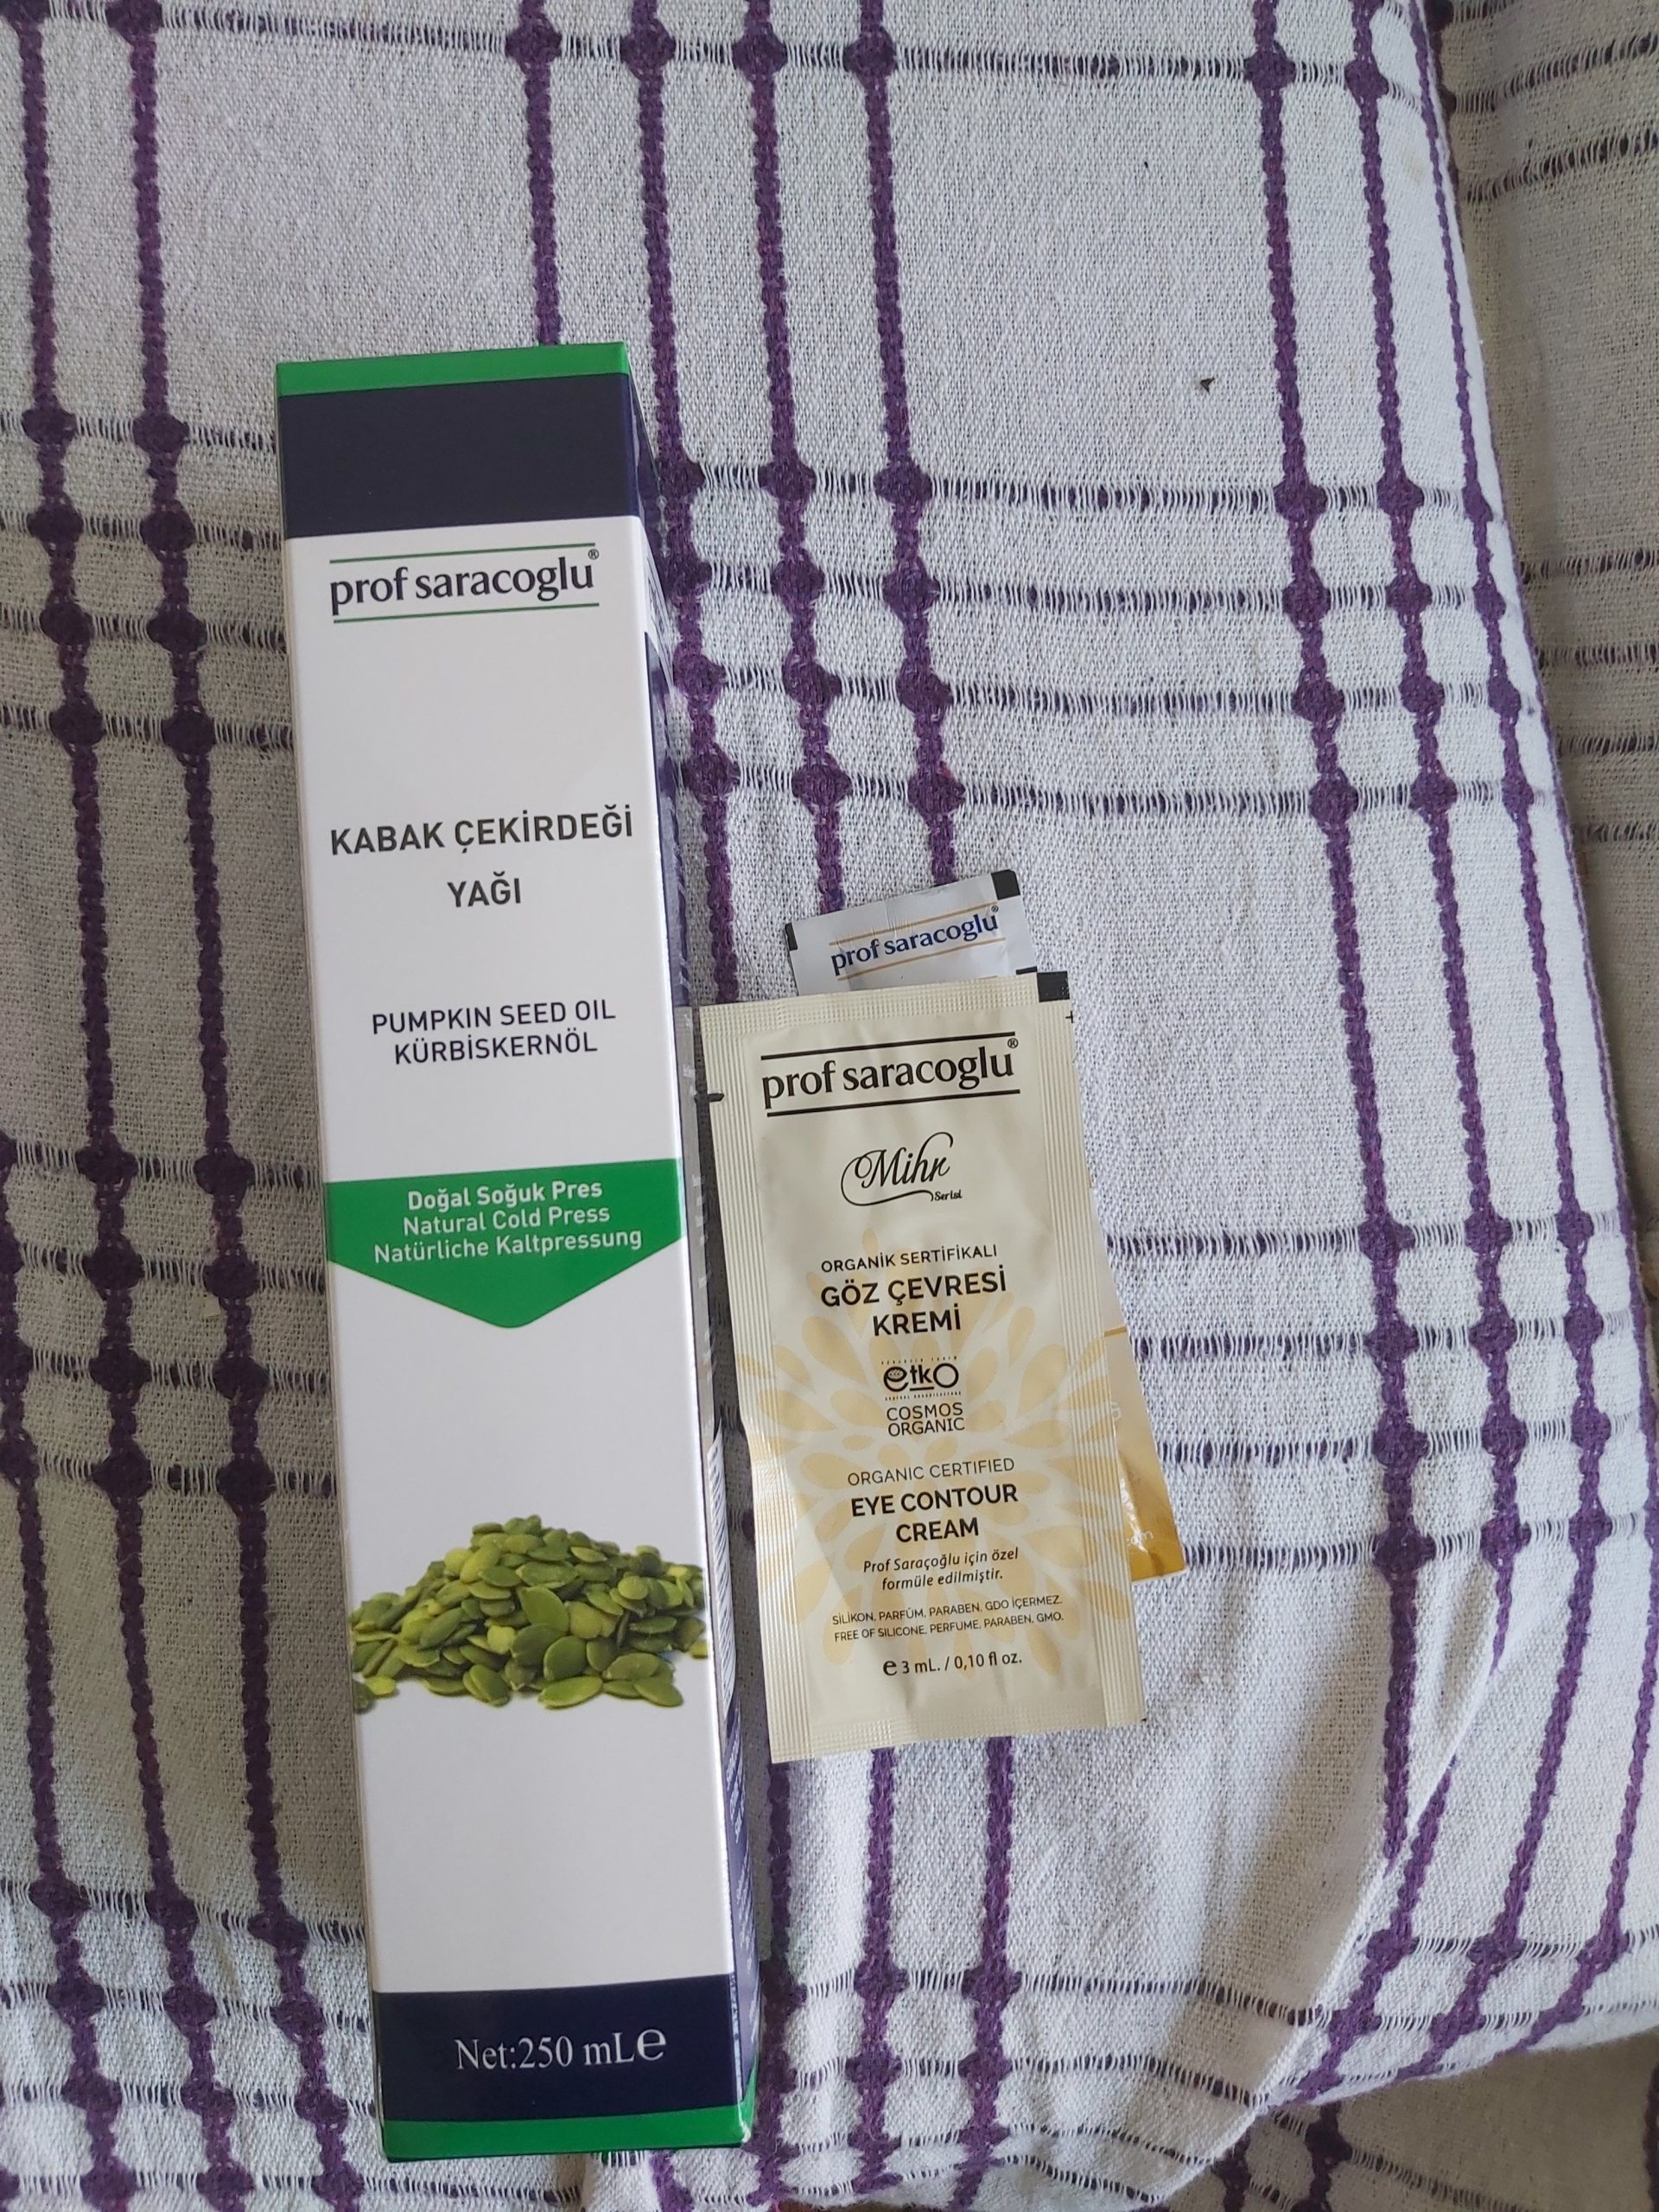 prof saracoglu®
KABAK ÇEKİRDEĞİ
YAĞI
PUMPKIN SEED OIL
KÜRBİSKERNÖL
Doğal Soğuk Pres
Natural Cold Press
Natürliche Kaltpressung
Net:250 mL℮
prof saracoglu®
prof saracoglu®
Mihr
Serisi
ORGANİK SERTİFİKALI
GÖZ ÇEVRESİ
KREMİ
etko
COSMOS
ORGANIC
ORGANIC CERTIFIED
EYE CONTOUR
CREAM
Prof Saraçoğlu için özel
formüle edilmiştir.
SİLİKON, PARFÜM, PARABEN, GDO İÇERMEZ.
FREE OF SILICONE, PERFUME, PARABEN, GMO.
℮ 3 mL. / 0,10 fl oz.